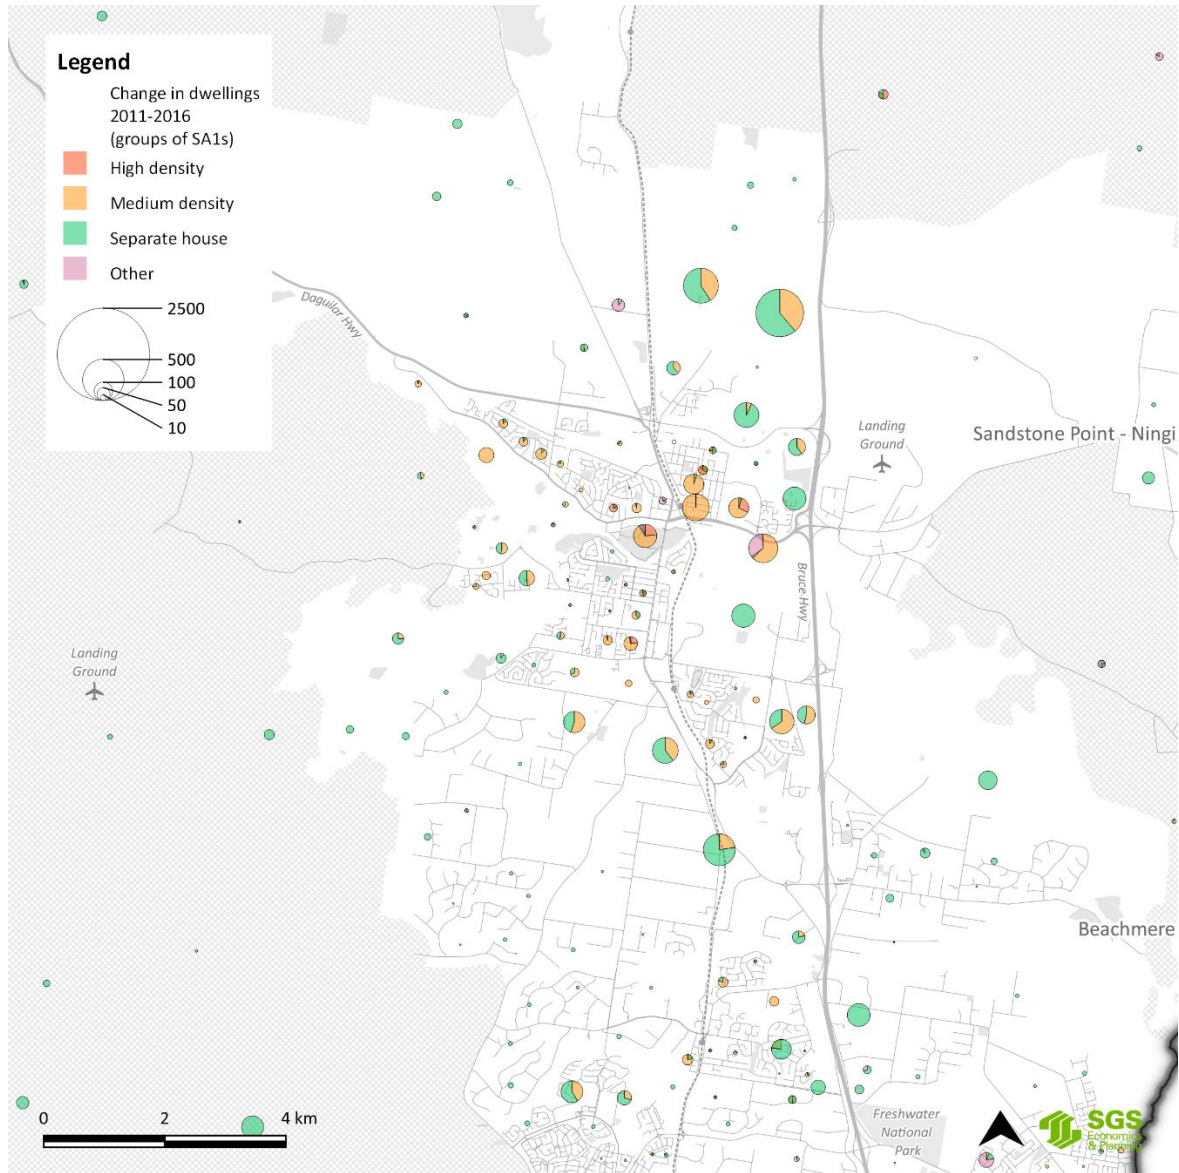 Legend
Change in dwellings
2011-2016
(groups of SA1s)
High density
Medium density
Separate house
Other
2500
500
100
50
10
Daguilar Hwy
Landing
Ground
Sandstone Point - Ningi
Bruce Hwy
Landing
Ground
Beachmere
0 2 4 km
Freshwater
National
Park
SGS
Economics
& Planning